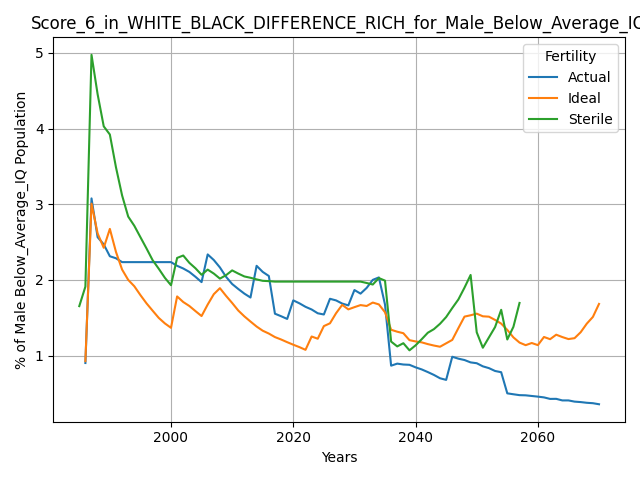 Score_6_in_WHITE_BLACK_DIFFERENCE_RICH_for_Male_Below_Average_IQ
Fertility
Actual
Ideal
Sterile
% of Male Below_Average_IQ Population
5
4
3
2
1
2000
2020
2040
2060
Years